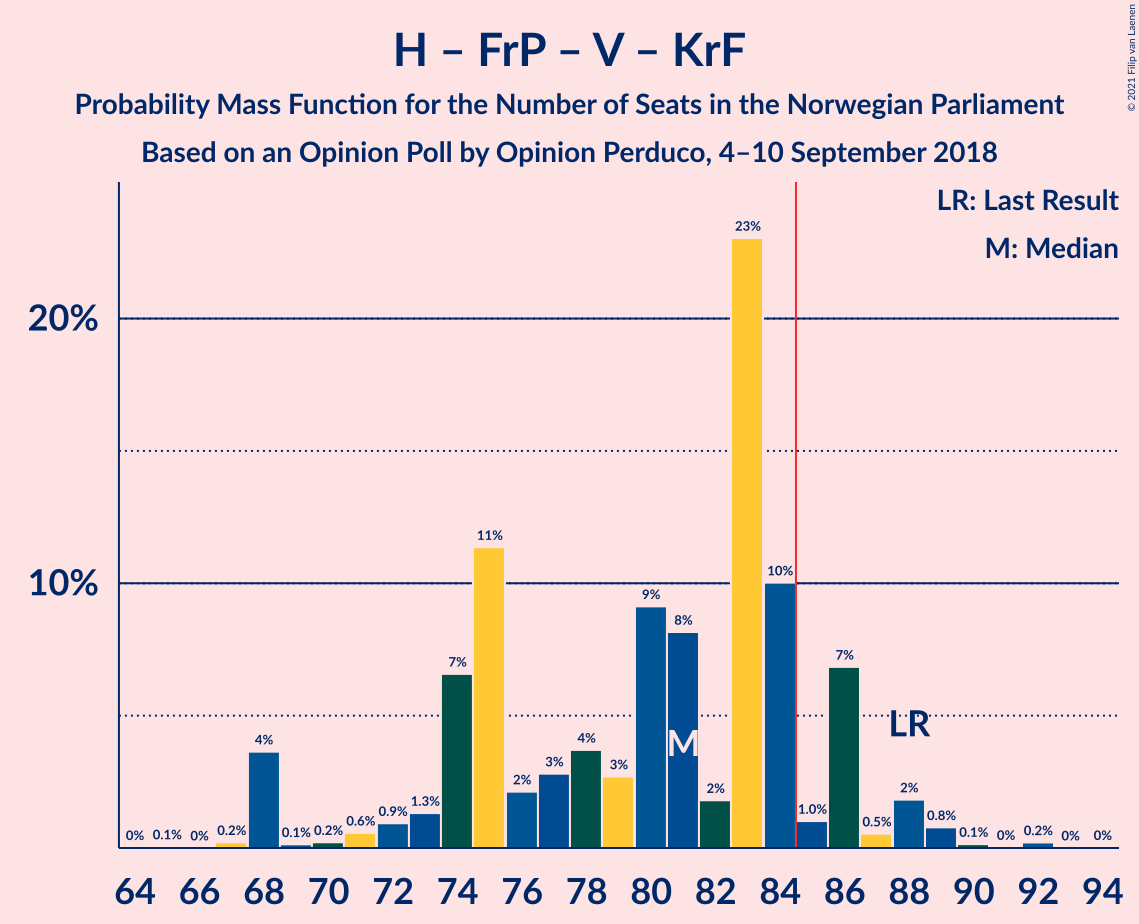 H – FrP – V – KrF
Probability Mass Function for the Number of Seats in the Norwegian Parliament
Based on an Opinion Poll by Opinion Perduco, 4–10 September 2018
© 2021 Filip van Laenen
LR: Last Result
M: Median
20%
10%
0% 0.1% 0% 0.2% 4% 0.1% 0.2% 0.6% 0.9% 1.3% 7% 11% 2% 3% 4% 3% 9% 8% 2% 23% 10% 1.0% 7% 0.5% 2% 0.8% 0.1% 0% 0.2% 0% 0%
M
LR
64 66 68 70 72 74 76 78 80 82 84 86 88 90 92 94